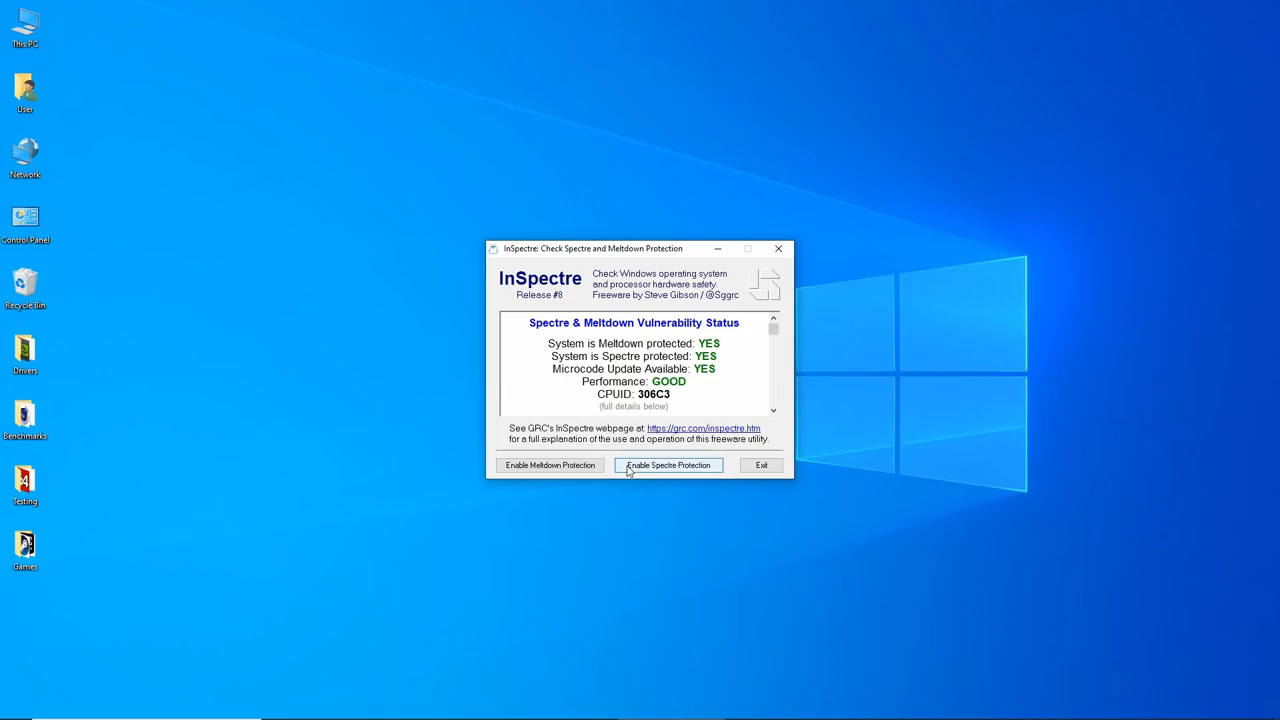 This PC
User
Network
Control Panel
Recycle Bin
Drivers
Benchmarks
Testing
Games
InSpectre: Check Spectre and Meltdown Protection
InSpectre
Release #8
Check Windows operating system
and processor hardware safety.
Freeware by Steve Gibson / @Sggrc
Spectre & Meltdown Vulnerability Status
System is Meltdown protected: YES
System is Spectre protected: YES
Microcode Update Available: YES
Performance: GOOD
CPUID: 306C3
(full details below)
See GRC's InSpectre webpage at: https://grc.com/inspectre.htm
for a full explanation of the use and operation of this freeware utility.
Enable Meltdown Protection
Enable Spectre Protection
Exit